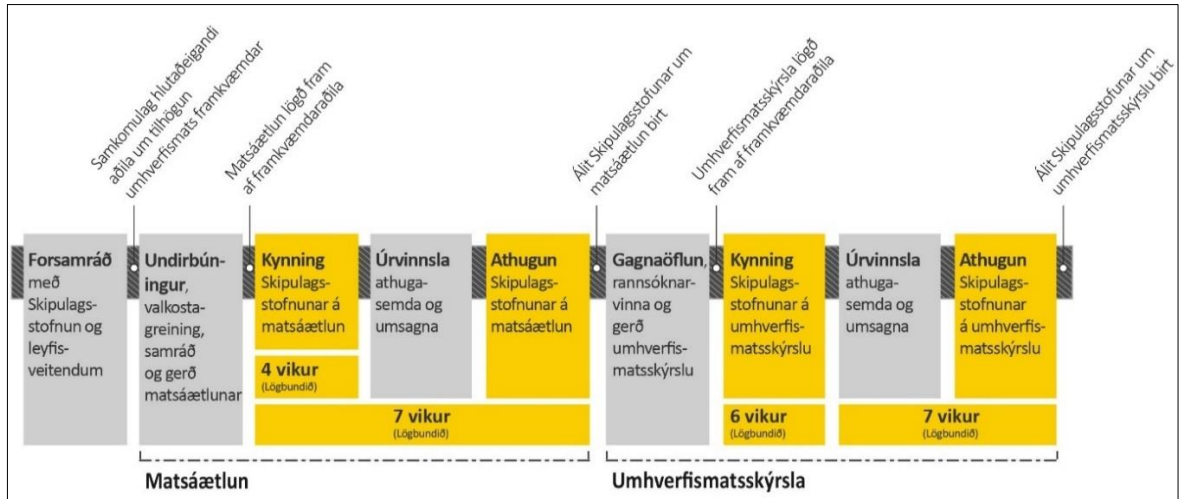 Samkomulag hlutaðeigandi
aðila um tilhögun
umhverfismats framkvæmdar
Matsáætlun lögð fram
af framkvæmdaraðila
Álit Skipulagsstofunar um
matsáætlun birt
Umhverfismatsskýrsla lögð
fram af framkvæmdaraðila
Álit Skipulagsstofunar um
umhverfismatsskýrslu birt
Forsamráð
með
Skipulags-
stofnun og
leyfis-
veitendum
Undirbún-
ingur,
valkosta-
greining,
samráð
og gerð
matsáætlunar
Kynning
Skipulags-
stofnunar á
matsáætlun
4 vikur
(Lögbundið)
Úrvinnsla
athuga-
semda og
umsagna
Athugun
Skipulags-
stofnunar á
matsáætlun
7 vikur
(Lögbundið)
Gagnaöflun,
rannsóknar-
vinna og
gerð
umhverfis-
matsskýrslu
Kynning
Skipulags-
stofnunar á
umhverfis-
matsskýrslu
6 vikur
(Lögbundið)
Úrvinnsla
athuga-
semda og
umsagna
Athugun
Skipulags-
stofnunar
á umhverfis-
matsskýrslu
7 vikur
(Lögbundið)
Matsáætlun
Umhverfismatsskýrsla